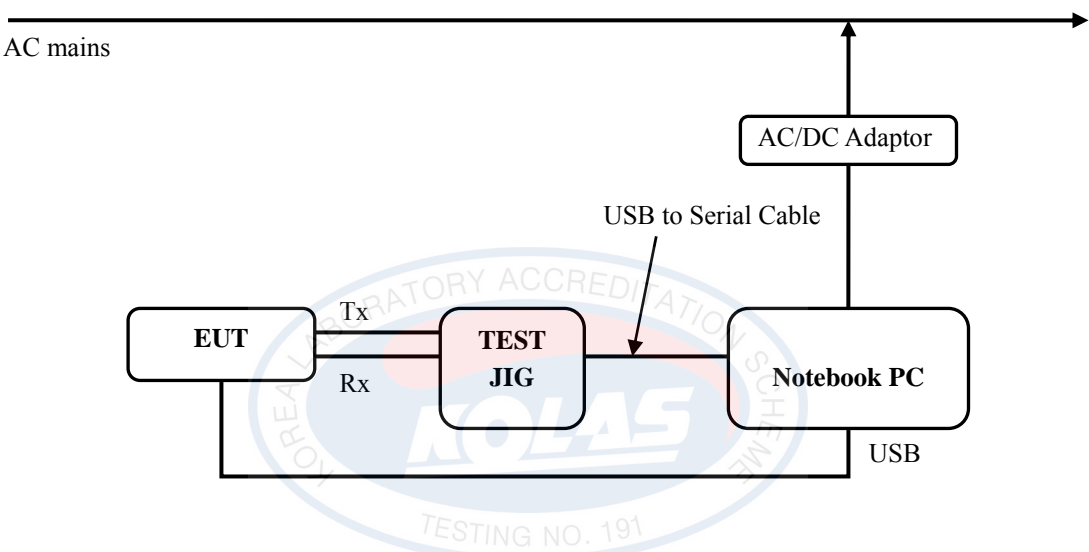 AC mains
AC/DC Adaptor
USB to Serial Cable
EUT
Tx
Rx
TEST
JIG
Notebook PC
USB
KOREA LABORATORY ACCREDITATION SCHEME
KOLAS
TESTING NO. 191